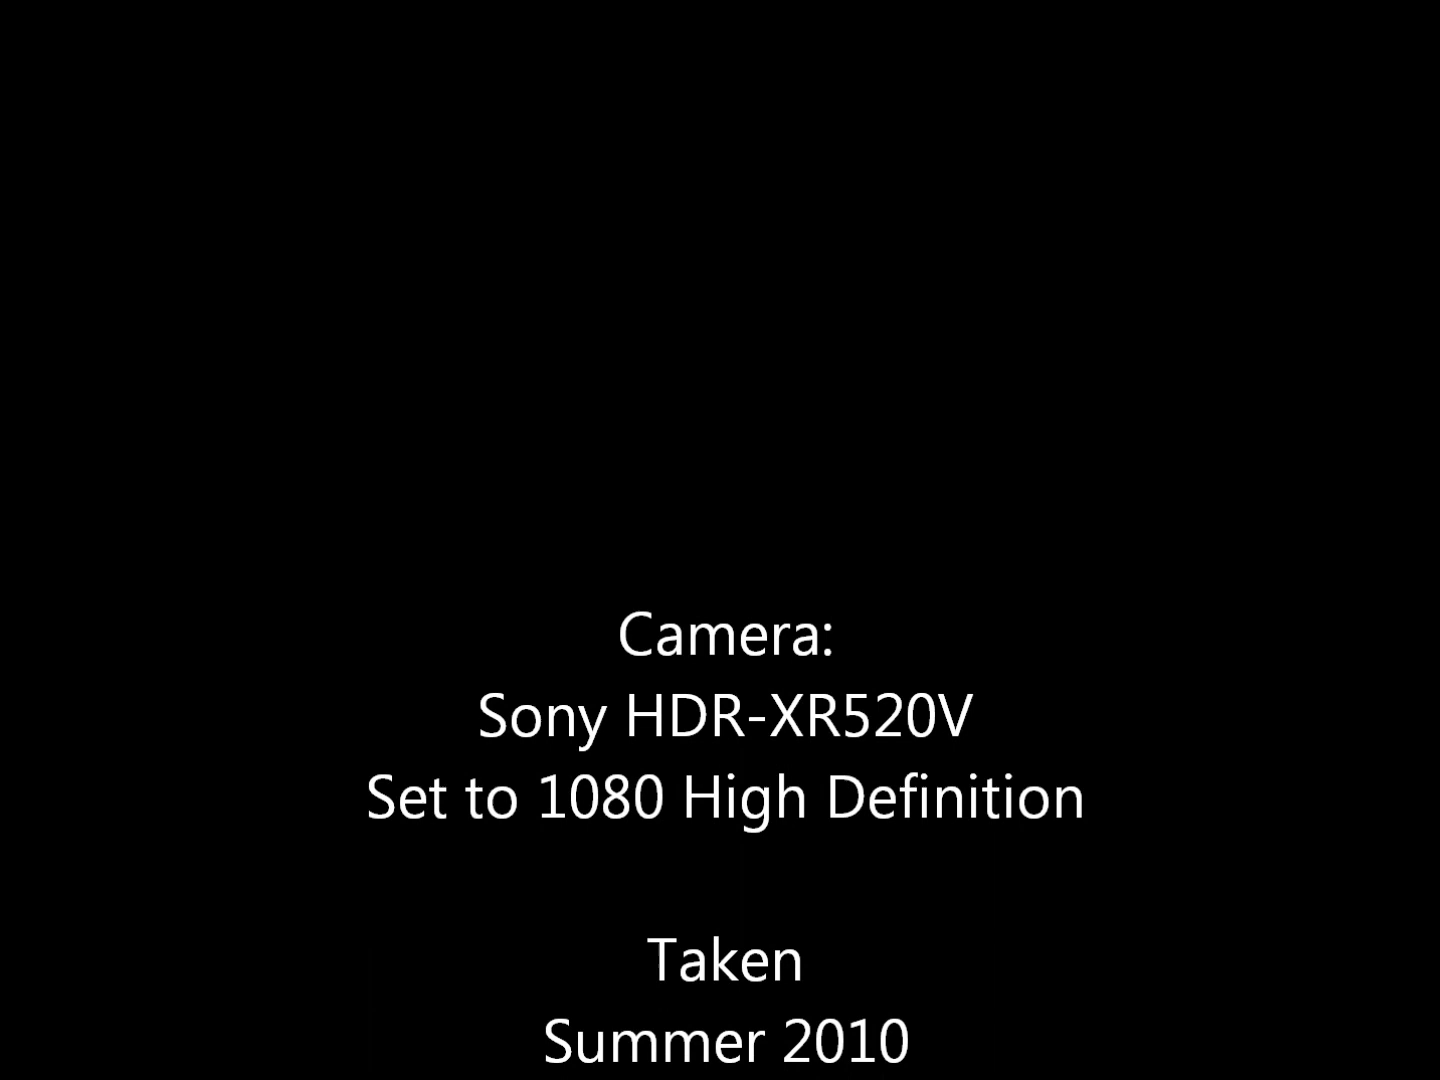 Camera:
Sony HDR-XR520V
Set to 1080 High Definition
Taken
Summer 2010